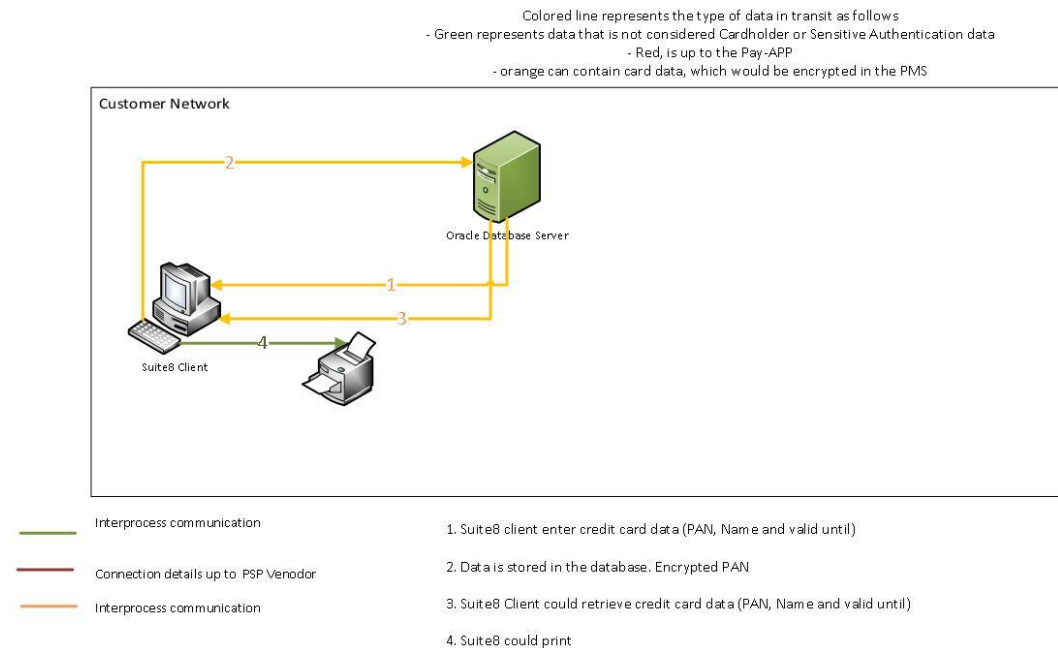 Colored line represents the type of data in transit as follows
- Green represents data that is not considered Cardholder or Sensitive Authentication data
- Red, is up to the Pay-APP
- orange can contain card data, which would be encrypted in the PMS
Customer Network
2
Oracle Database Server
1
3
4
Suite8 Client
Interprocess communication
Connection details up to PSP Venodor
Interprocess communication
1. Suite8 client enter credit card data (PAN, Name and valid until)
2. Data is stored in the database. Encrypted PAN
3. Suite8 Client could retrieve credit card data (PAN, Name and valid until)
4. Suite8 could print